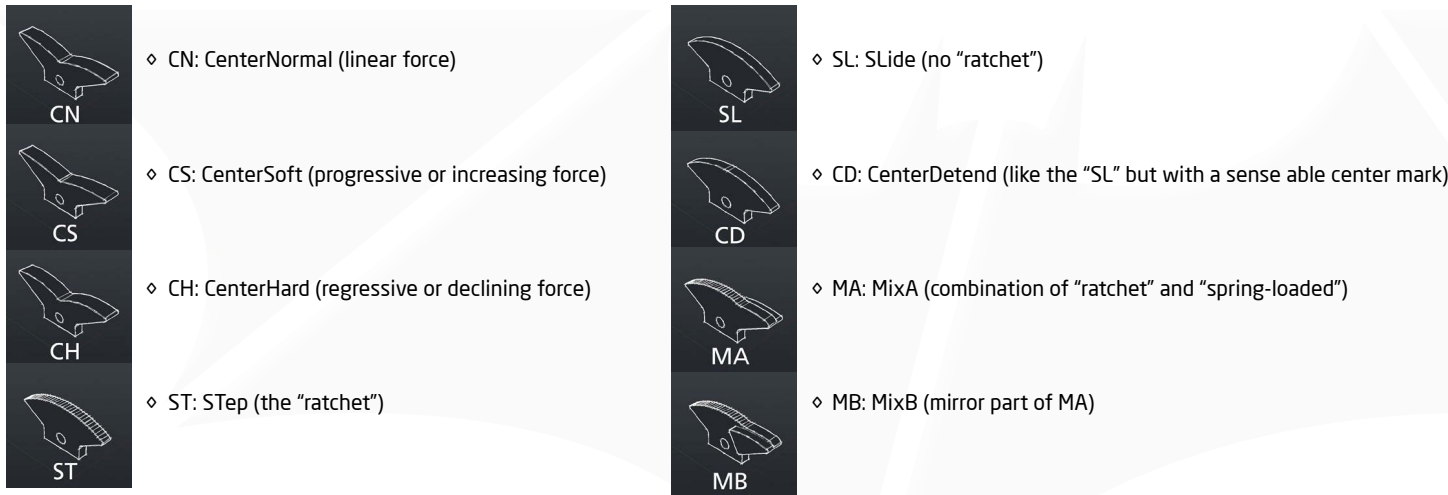 CN
◊ CN: CenterNormal (linear force)
CS
◊ CS: CenterSoft (progressive or increasing force)
CH
◊ CH: CenterHard (regressive or declining force)
ST
◊ ST: STep (the “ratchet”)
SL
◊ SL: SLide (no “ratchet”)
CD
◊ CD: CenterDetend (like the “SL” but with a sense able center mark)
MA
◊ MA: MixA (combination of “ratchet” and “spring-loaded”)
MB
◊ MB: MixB (mirror part of MA)